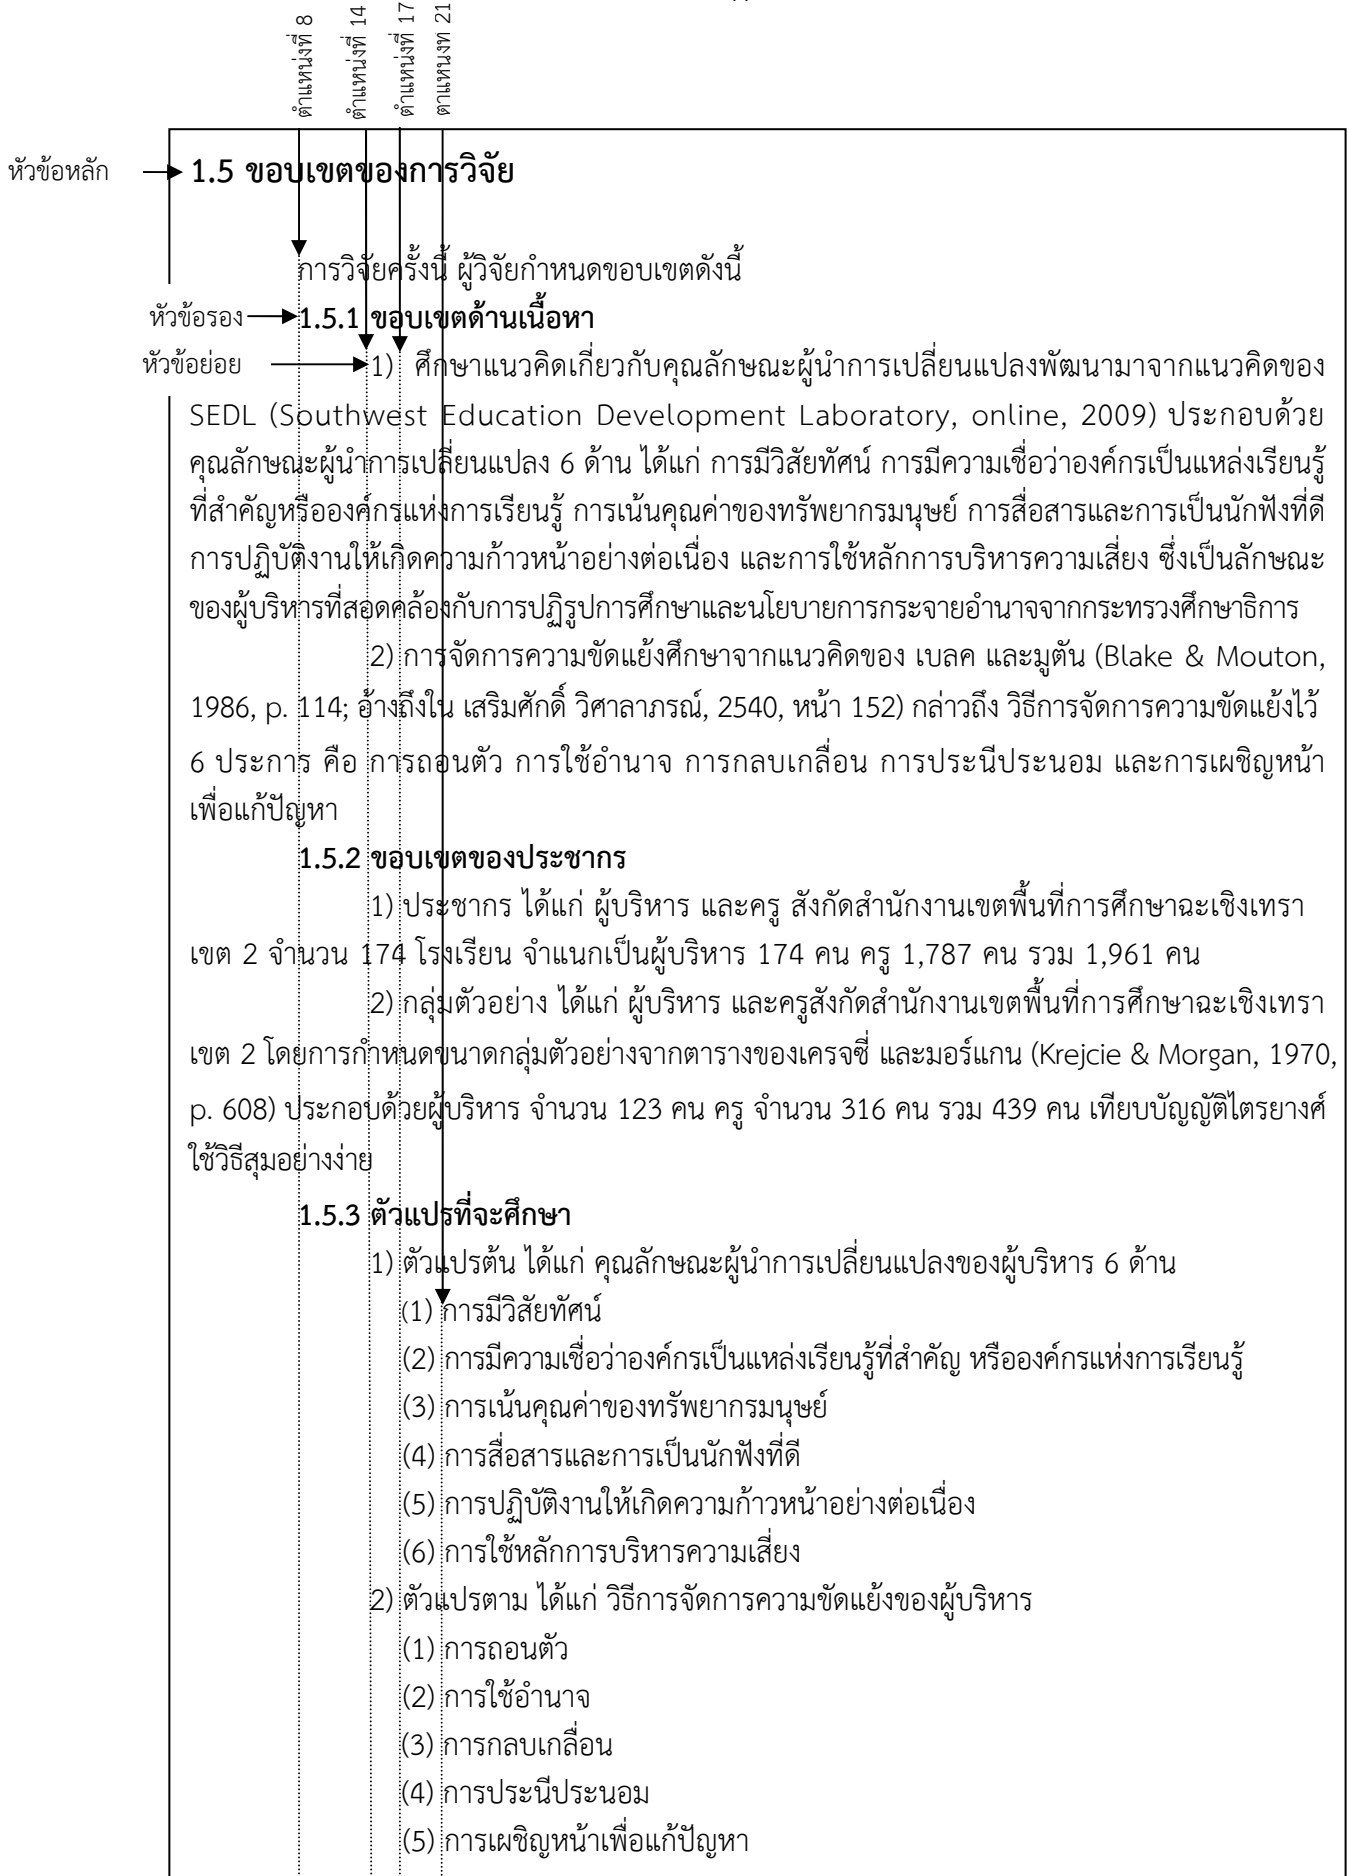 ตำแหน่งที่ 8
ตำแหน่งที่ 14
ตำแหน่งที่ 17
ตาแหนงท 21
หัวข้อหลัก
1.5 ขอบเขตของการวิจัย
การวิจัยครั้งนี้ ผู้วิจัยกำหนดขอบเขตดังนี้
หัวข้อรอง
1.5.1 ขอบเขตด้านเนื้อหา
หัวข้อย่อย
1) ศึกษาแนวคิดเกี่ยวกับคุณลักษณะผู้นำการเปลี่ยนแปลงพัฒนามาจากแนวคิดของ
SEDL (Southwest Education Development Laboratory, online, 2009) ประกอบด้วย
คุณลักษณะผู้นำการเปลี่ยนแปลง 6 ด้าน ได้แก่ การมีวิสัยทัศน์ การมีความเชื่อว่าองค์กรเป็นแหล่งเรียนรู้
ที่สำคัญหรือองค์กรแห่งการเรียนรู้ การเน้นคุณค่าของทรัพยากรมนุษย์ การสื่อสารและการเป็นนักฟังที่ดี
การปฏิบัติงานให้เกิดความก้าวหน้าอย่างต่อเนื่อง และการใช้หลักการบริหารความเสี่ยง ซึ่งเป็นลักษณะ
ของผู้บริหารที่สอดคล้องกับการปฏิรูปการศึกษาและนโยบายการกระจายอำนาจจากกระทรวงศึกษาธิการ
2) การจัดการความขัดแย้งศึกษาจากแนวคิดของ เบลค และมูตัน (Blake & Mouton,
1986, p. 114; อ้างถึงใน เสริมศักดิ์ วิศาลาภรณ์, 2540, หน้า 152) กล่าวถึง วิธีการจัดการความขัดแย้งไว้
6 ประการ คือ การถอนตัว การใช้อำนาจ การกลบเกลื่อน การประนีประนอม และการเผชิญหน้า
เพื่อแก้ปัญหา
1.5.2 ขอบเขตของประชากร
1) ประชากร ได้แก่ ผู้บริหาร และครู สังกัดสำนักงานเขตพื้นที่การศึกษาฉะเชิงเทรา
เขต 2 จำนวน 174 โรงเรียน จำแนกเป็นผู้บริหาร 174 คน ครู 1,787 คน รวม 1,961 คน
2) กลุ่มตัวอย่าง ได้แก่ ผู้บริหาร และครูสังกัดสำนักงานเขตพื้นที่การศึกษาฉะเชิงเทรา
เขต 2 โดยการกำหนดขนาดกลุ่มตัวอย่างจากตารางของเครจซี่ และมอร์แกน (Krejcie & Morgan, 1970,
p. 608) ประกอบด้วยผู้บริหาร จำนวน 123 คน ครู จำนวน 316 คน รวม 439 คน เทียบบัญญัติไตรยางศ์
ใช้วิธีสุมอย่างง่าย
1.5.3 ตัวแปรที่จะศึกษา
1) ตัวแปรต้น ได้แก่ คุณลักษณะผู้นำการเปลี่ยนแปลงของผู้บริหาร 6 ด้าน
(1) การมีวิสัยทัศน์
(2) การมีความเชื่อว่าองค์กรเป็นแหล่งเรียนรู้ที่สำคัญ หรือองค์กรแห่งการเรียนรู้
(3) การเน้นคุณค่าของทรัพยากรมนุษย์
(4) การสื่อสารและการเป็นนักฟังที่ดี
(5) การปฏิบัติงานให้เกิดความก้าวหน้าอย่างต่อเนื่อง
(6) การใช้หลักการบริหารความเสี่ยง
2) ตัวแปรตาม ได้แก่ วิธีการจัดการความขัดแย้งของผู้บริหาร
(1) การถอนตัว
(2) การใช้อำนาจ
(3) การกลบเกลื่อน
(4) การประนีประนอม
(5) การเผชิญหน้าเพื่อแก้ปัญหา